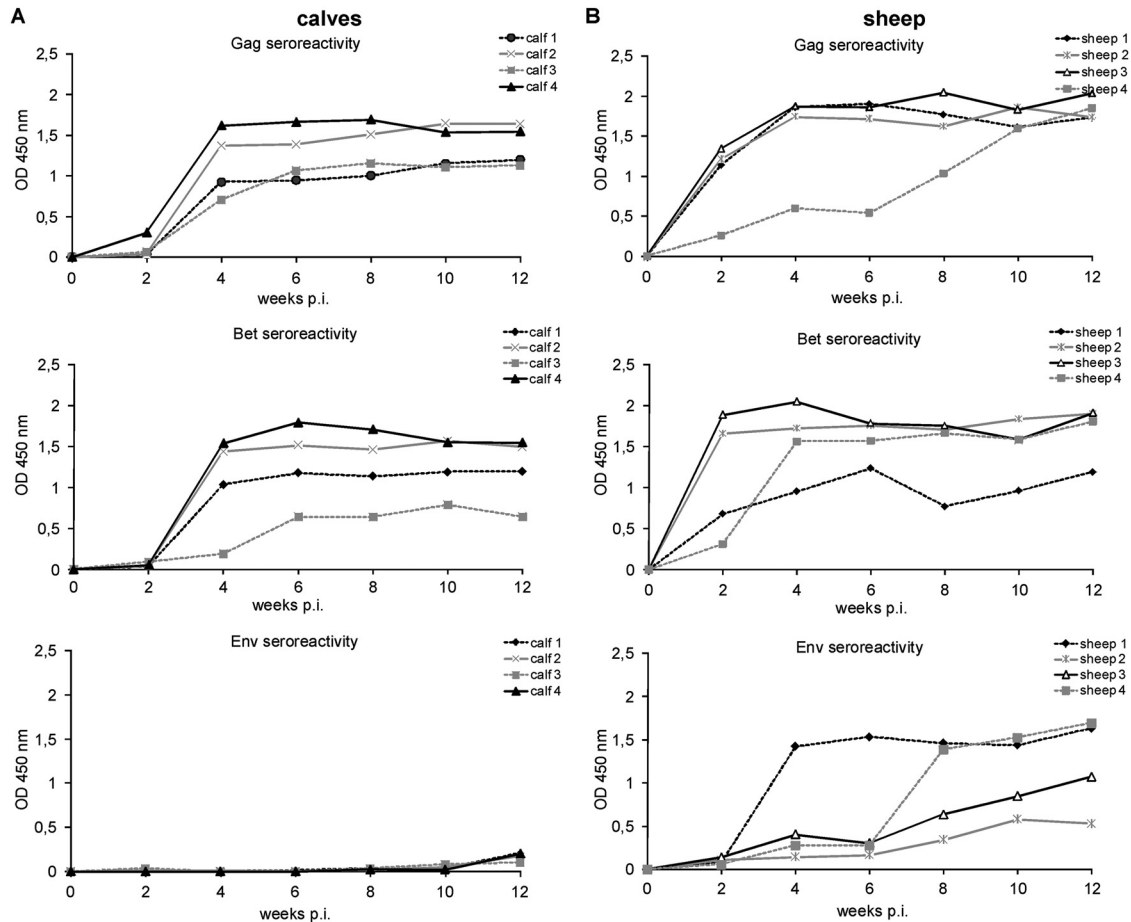 A
calves
Gag seroreactivity
calf 1
calf 2
calf 3
calf 4
2,5
2
1,5
1
0,5
0
OD 450 nm
0 2 4 6 8 10 12
weeks p.i.
Bet seroreactivity
calf 1
calf 2
calf 3
calf 4
2,5
2
1,5
1
0,5
0
OD 450 nm
0 2 4 6 8 10 12
weeks p.i.
Env seroreactivity
calf 1
calf 2
calf 3
calf 4
2,5
2
1,5
1
0,5
0
OD 450 nm
0 2 4 6 8 10 12
weeks p.i.
B
sheep
Gag seroreactivity
sheep 1
sheep 2
sheep 3
sheep 4
2,5
2
1,5
1
0,5
0
OD 450 nm
0 2 4 6 8 10 12
weeks p.i.
Bet seroreactivity
sheep 1
sheep 2
sheep 3
sheep 4
2,5
2
1,5
1
0,5
0
OD 450 nm
0 2 4 6 8 10 12
weeks p.i.
Env seroreactivity
sheep 1
sheep 2
sheep 3
sheep 4
2,5
2
1,5
1
0,5
0
OD 450 nm
0 2 4 6 8 10 12
weeks p.i.